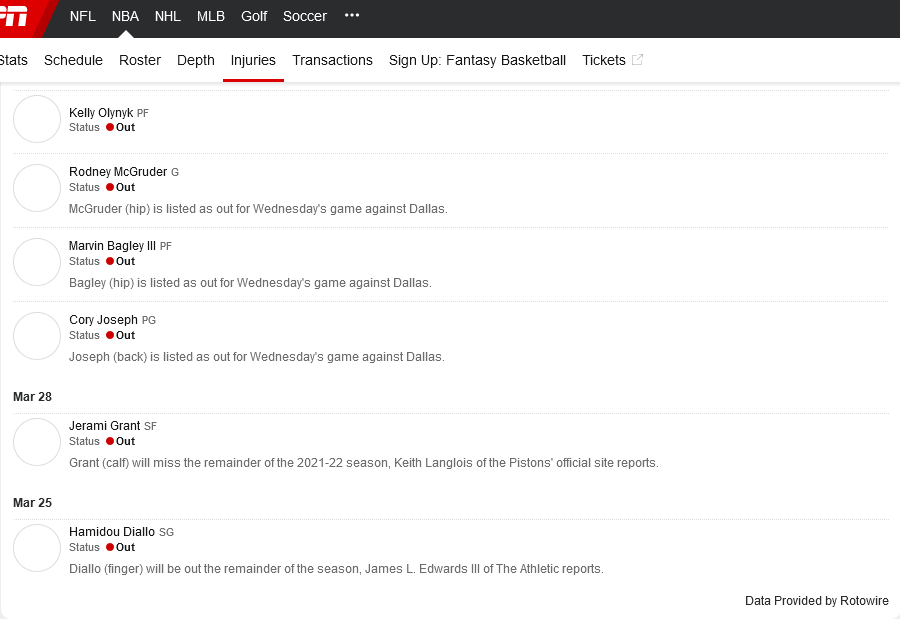 NFL NBA NHL MLB Golf Soccer •••
Stats Schedule Roster Depth Injuries Transactions Sign Up: Fantasy Basketball Tickets
Kelly Olynyk PF
Status Out
Rodney McGruder G
Status Out
McGruder (hip) is listed as out for Wednesday's game against Dallas.
Marvin Bagley III PF
Status Out
Bagley (hip) is listed as out for Wednesday's game against Dallas.
Cory Joseph PG
Status Out
Joseph (back) is listed as out for Wednesday's game against Dallas.
Mar 28
Jerami Grant SF
Status Out
Grant (calf) will miss the remainder of the 2021-22 season, Keith Langlois of the Pistons' official site reports.
Mar 25
Hamidou Diallo SG
Status Out
Diallo (finger) will be out the remainder of the season, James L. Edwards III of The Athletic reports.
Data Provided by Rotowire